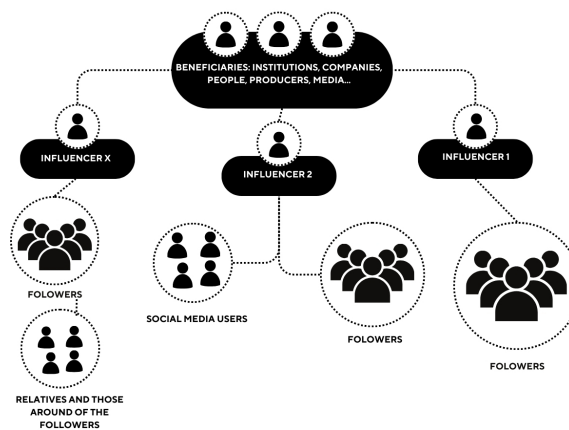 BENEFICIARIES: INSTITUTIONS, COMPANIES,
PEOPLE, PRODUCERS, MEDIA...
INFLUENCER X
INFLUENCER 2
INFLUENCER 1
FOLOWERS
SOCIAL MEDIA USERS
FOLOWERS
FOLOWERS
RELATIVES AND THOSE
AROUND OF THE
FOLLOWERS